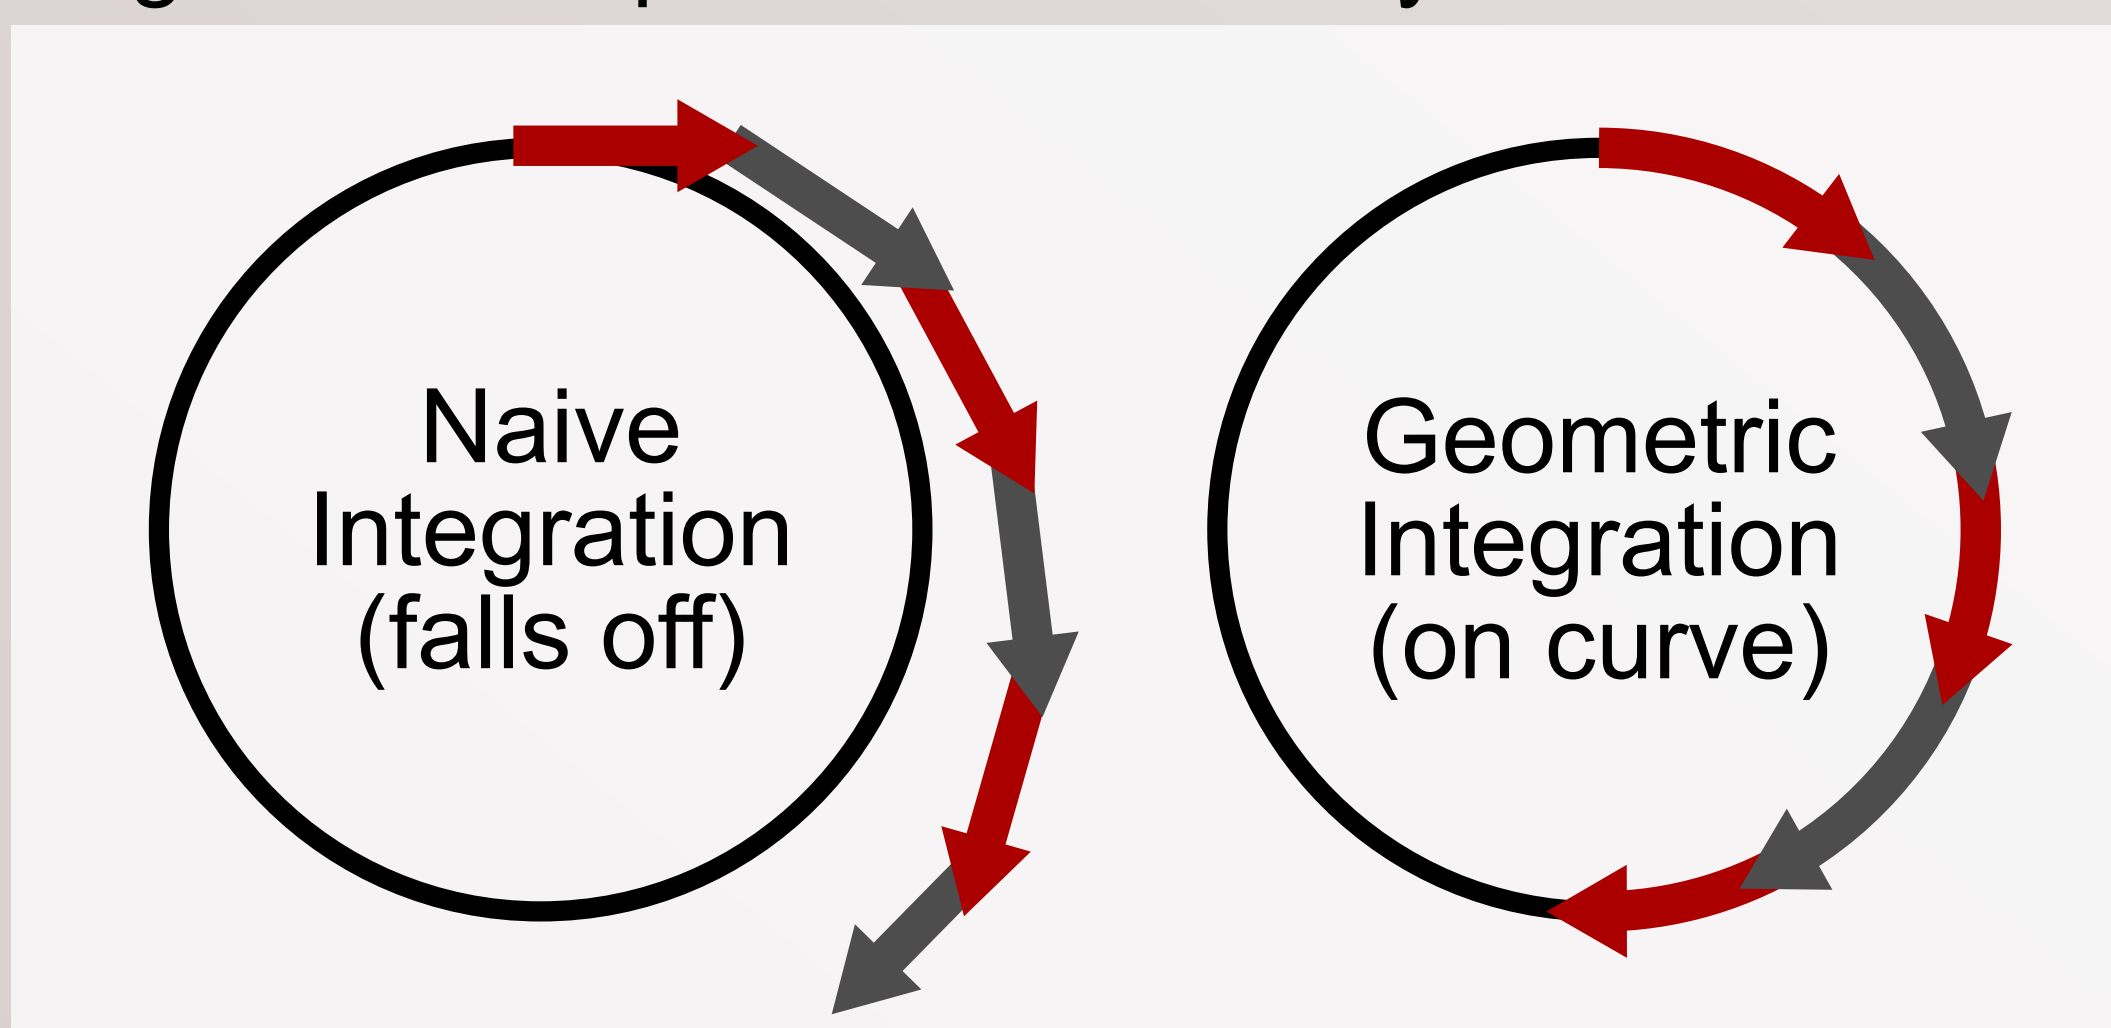 Naive
Integration
(falls off)
Geometric
Integration
(on curve)